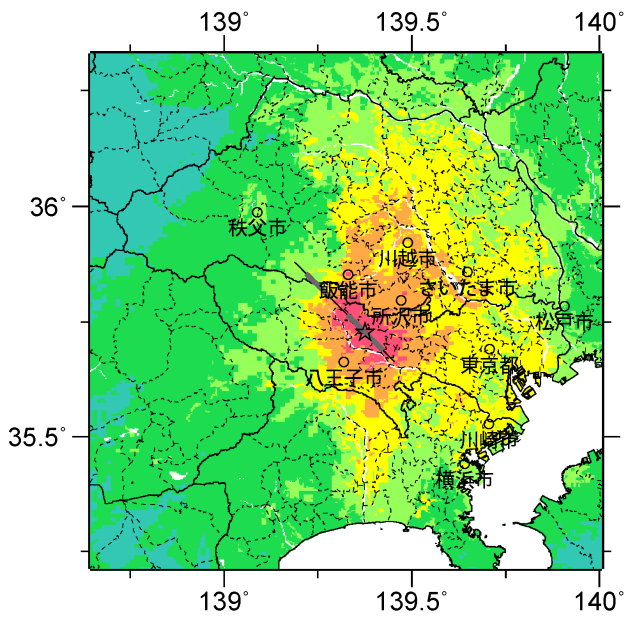 139° 139.5° 140°
36°
秩父市
川越市
飯能市 さいたま市
所沢市 松戸市
東京都
八王子市
35.5°
川崎市
横浜市
139° 139.5° 140°